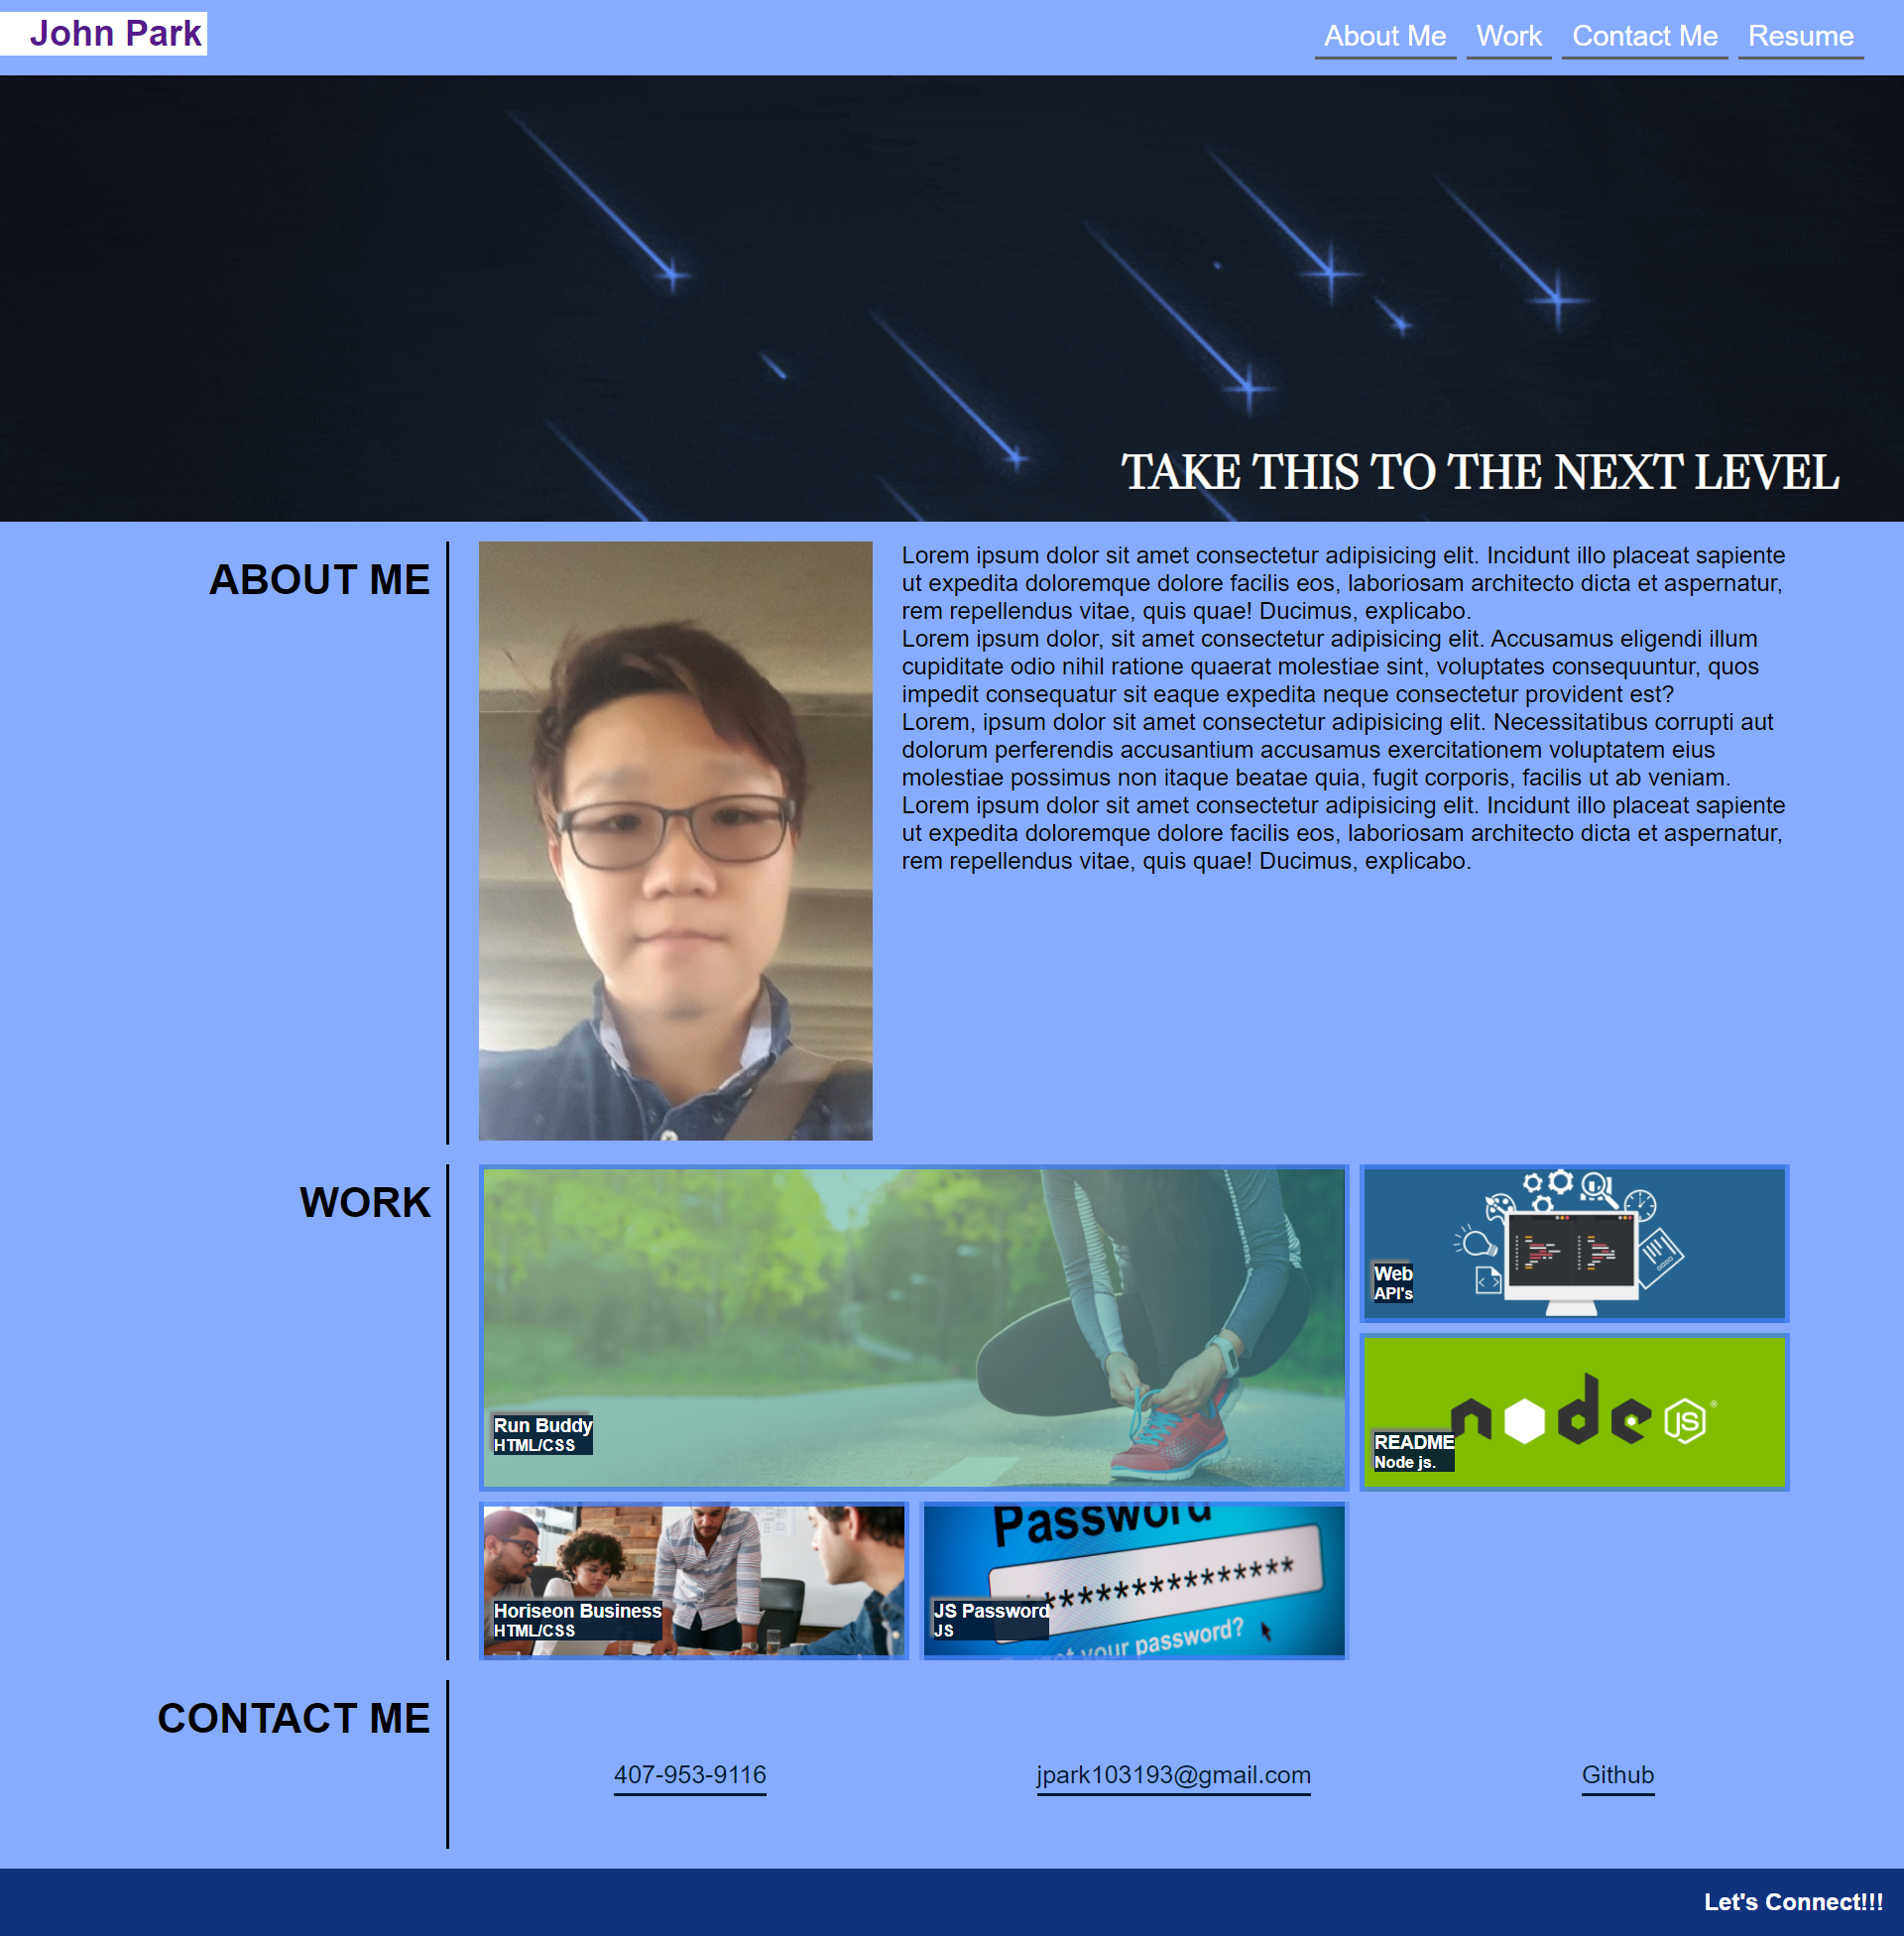 John Park
About Me Work Contact Me Resume
TAKE THIS TO THE NEXT LEVEL
ABOUT ME
Lorem ipsum dolor sit amet consectetur adipisicing elit. Incidunt illo placeat sapiente
ut expedita doloremque dolore facilis eos, laboriosam architecto dicta et aspernatur,
rem repellendus vitae, quis quae! Ducimus, explicabo.
Lorem ipsum dolor, sit amet consectetur adipisicing elit. Accusamus eligendi illum
cupiditate odio nihil ratione quaerat molestiae sint, voluptates consequuntur, quos
impedit consequatur sit eaque expedita neque consectetur provident est?
Lorem, ipsum dolor sit amet consectetur adipisicing elit. Necessitatibus corrupti aut
dolorum perferendis accusantium accusamus exercitationem voluptatem eius
molestiae possimus non itaque beatae quia, fugit corporis, facilis ut ab veniam.
Lorem ipsum dolor sit amet consectetur adipisicing elit. Incidunt illo placeat sapiente
ut expedita doloremque dolore facilis eos, laboriosam architecto dicta et aspernatur,
rem repellendus vitae, quis quae! Ducimus, explicabo.
WORK
Run Buddy
HTML/CSS
Web
API's
node JS
README
Node js.
Horiseon Business
HTML/CSS
Password
***************
JS Password
JS
your password?
CONTACT ME
407-953-9116
jpark103193@gmail.com
Github
Let's Connect!!!